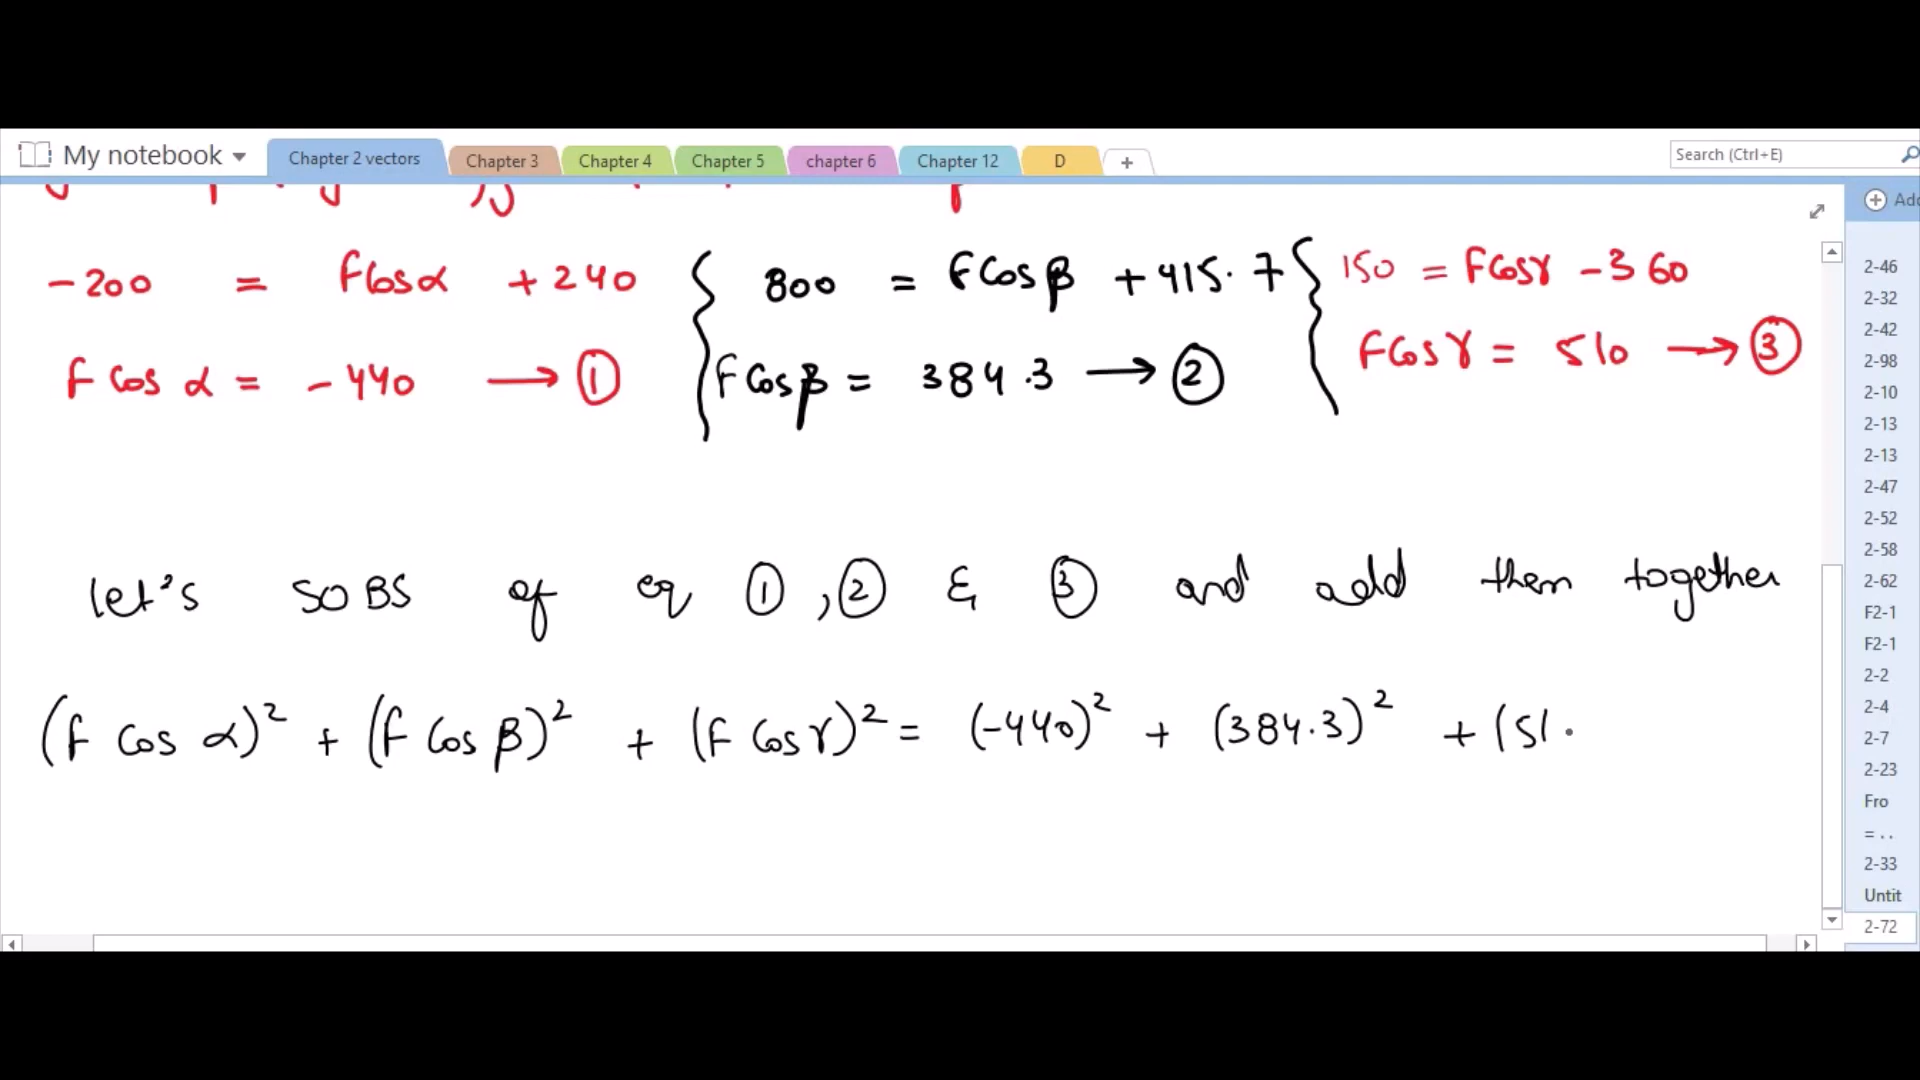 My notebook Chapter 2 vectors Chapter 3 Chapter 4 Chapter 5 chapter 6 Chapter 12 D + Search (Ctrl+E)
-200 = Fcosα + 240 { 800 = FCosβ + 415.7 { 150 = FCosγ - 360
F Cos α = -440 → ① FCosβ = 384.3 → ② FCosγ = 510 → ③
let's SOBS of eq ①, ② & ③ and add them together
(F Cos α)² + (F Cos β)² + (F Cosγ)² = (-440)² + (384.3)² + (51
Add
2-46
2-32
2-42
2-98
2-10
2-13
2-13
2-47
2-52
2-58
2-62
F2-1
F2-1
2-2
2-4
2-7
2-23
Fro
= . .
2-33
Untit
2-72